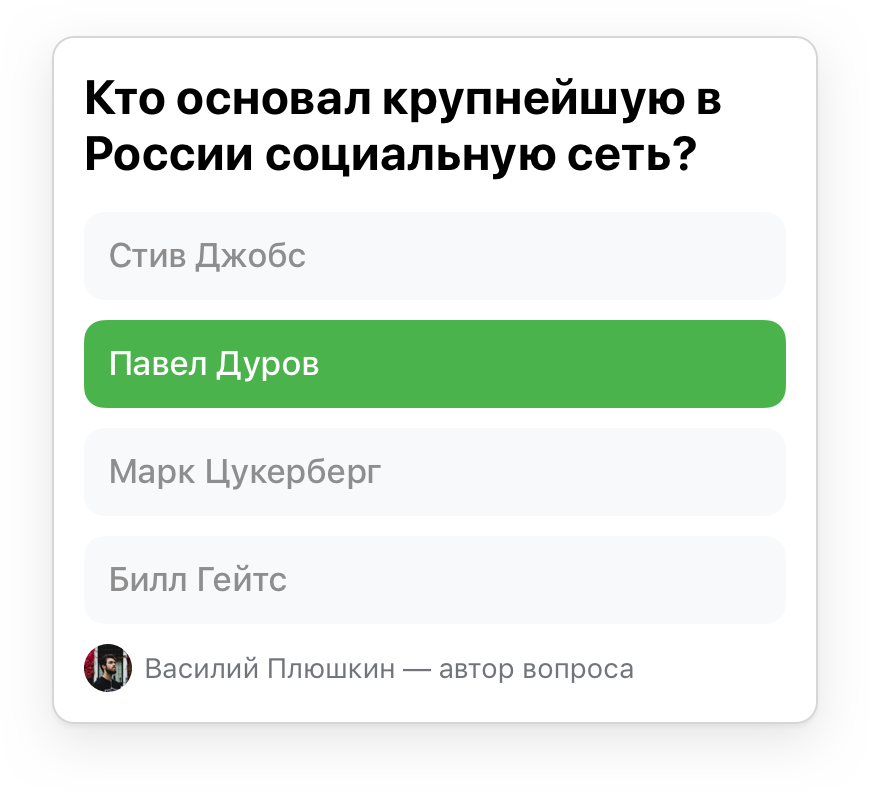 Кто основал крупнейшую в
России социальную сеть?
Стив Джобс
Павел Дуров
Марк Цукерберг
Билл Гейтс
Василий Плюшкин — автор вопроса